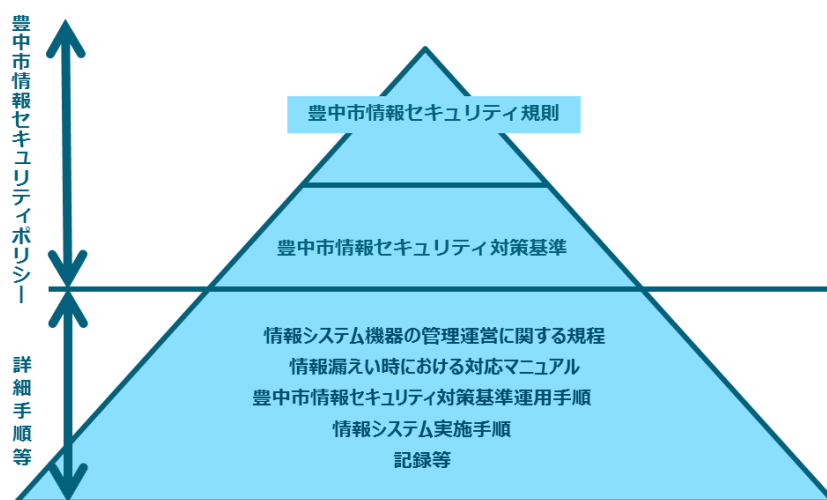 豊中市情報セキュリティポリシー
豊中市情報セキュリティ規則
豊中市情報セキュリティ対策基準
詳細手順等
情報システム機器の管理運営に関する規程
情報漏えい時における対応マニュアル
豊中市情報セキュリティ対策基準運用手順
情報システム実施手順
記録等